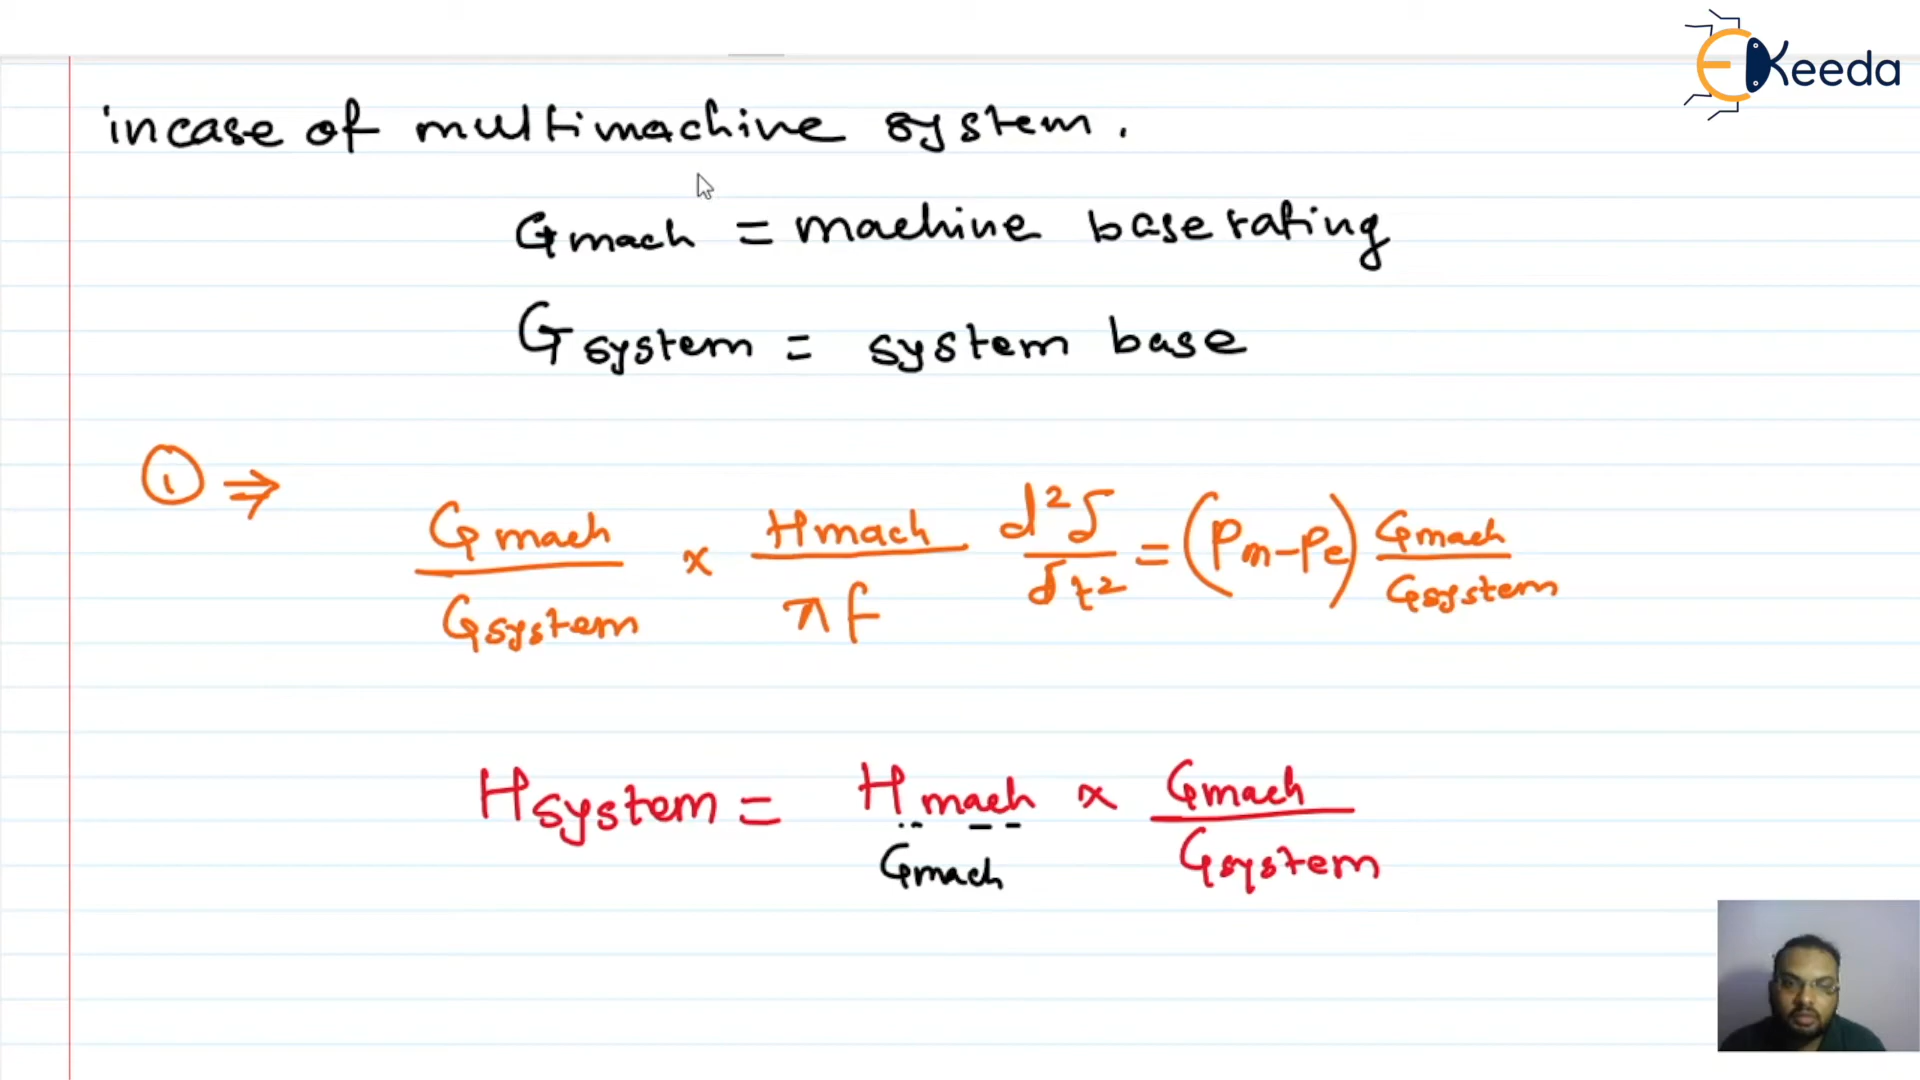 EKeeda
incase of multimachine system.
Gmach = machine base rating
Gsystem = system base
① ⇒ Gmach/Gsystem × Hmach/πf d²δ/dt² = (Pm-Pe) Gmach/Gsystem
Hsystem = Hmach × Gmach/Gsystem
Gmach